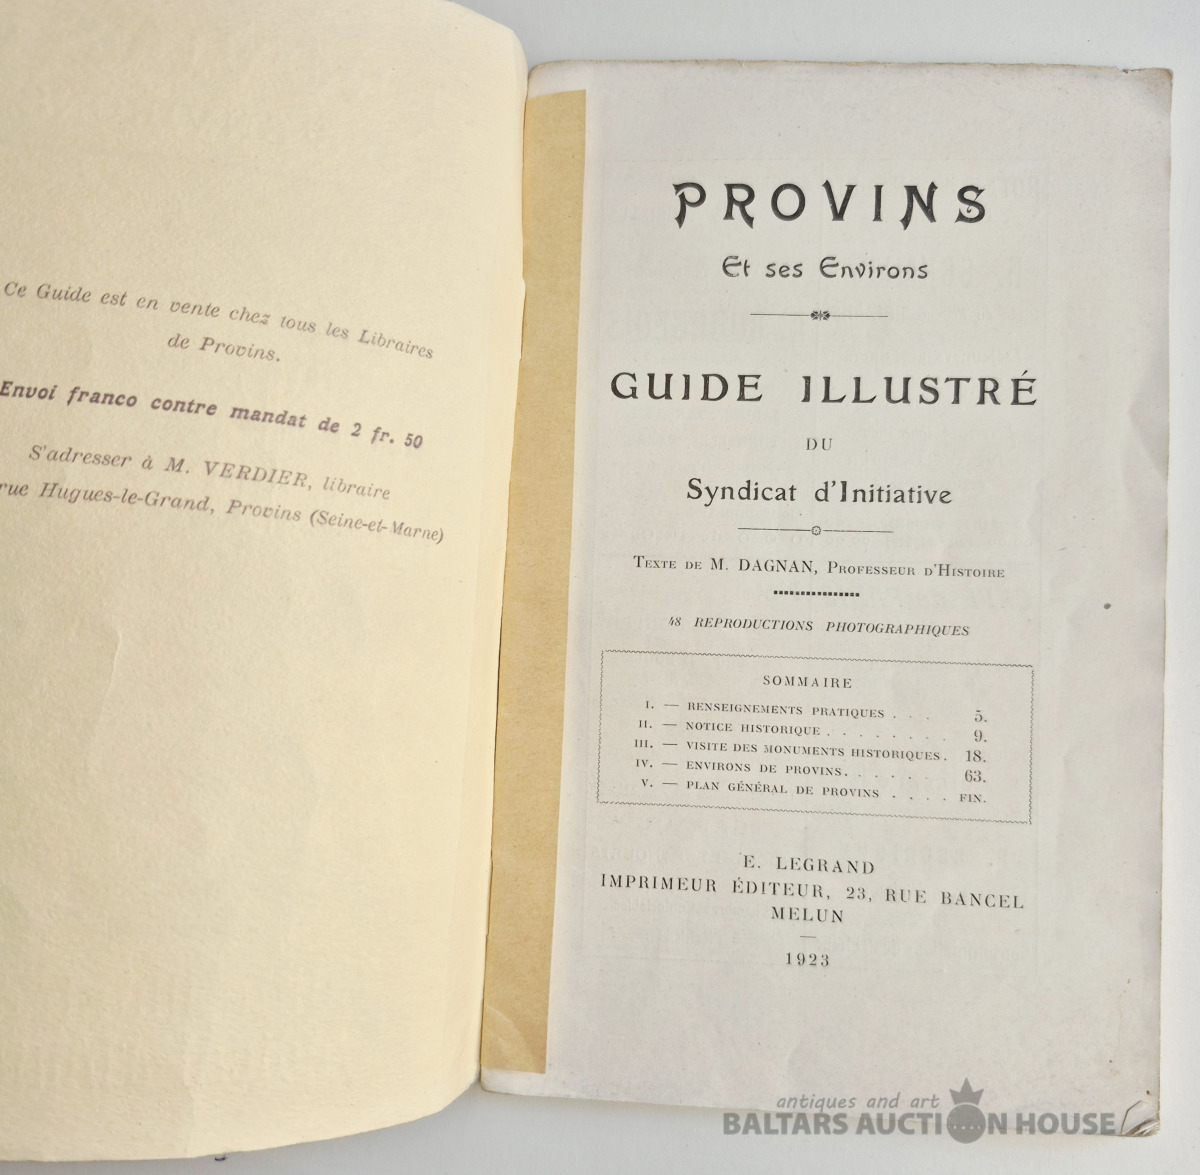 Ce Guide est en vente chez tous les Libraires
de Provins.
Envoi franco contre mandat de 2 fr. 50
S'adresser à M. VERDIER, libraire
rue Hugues-le-Grand, Provins (Seine-et-Marne)
PROVINS
Et ses Environs
GUIDE ILLUSTRÉ
DU
Syndicat d'Initiative
TEXTE DE M. DAGNAN, PROFESSEUR D'HISTOIRE
48 REPRODUCTIONS PHOTOGRAPHIQUES
SOMMAIRE
I. — RENSEIGNEMENTS PRATIQUES . . . 5.
II. — NOTICE HISTORIQUE . . . . . . . . 9.
III. — VISITE DES MONUMENTS HISTORIQUES. 18.
IV. — ENVIRONS DE PROVINS. . . . . . 63.
V. — PLAN GÉNÉRAL DE PROVINS . . . . FIN.
E. LEGRAND
IMPRIMEUR ÉDITEUR, 23, RUE BANCEL
MELUN
1923
antiques and art
BALTARS AUCTION HOUSE